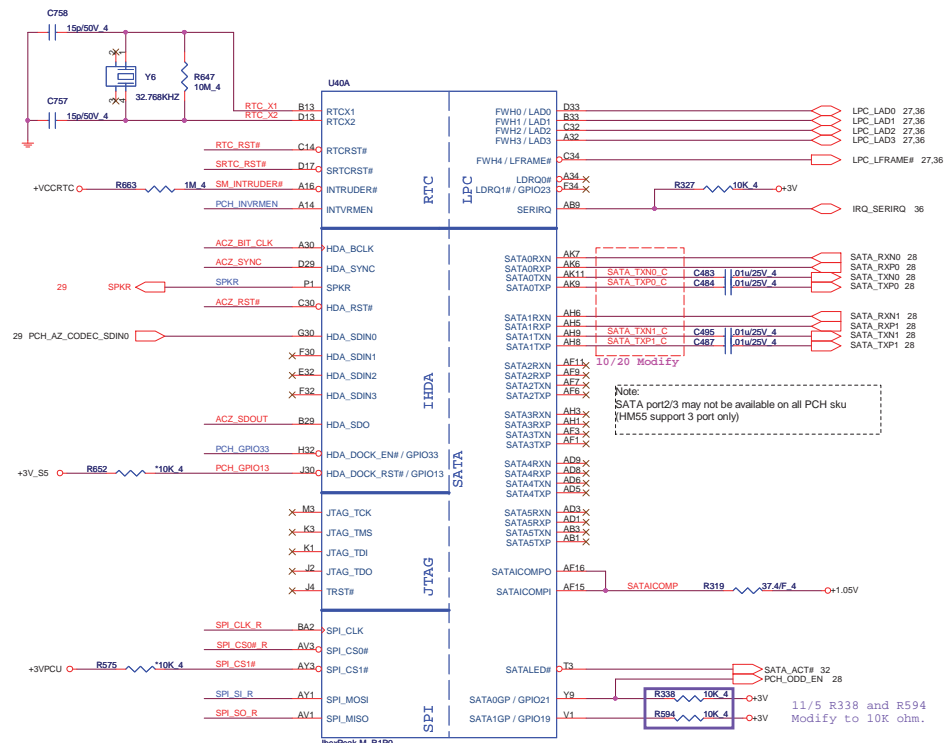 C758
15p/50V_4
2
1
Y6
32.768KHZ
3
4
R647
10M_4
C757
15p/50V_4
U40A
RTC_X1
B13
RTCX1
RTC_X2
D13
RTCX2
RTC_RST#
C14
RTCRST#
SRTC_RST#
D17
SRTCRST#
+VCCRTC
R663
1M_4
SM_INTRUDER#
A16
INTRUDER#
PCH_INVRMEN
A14
INTVRMEN
RTC
LPC
FWH0 / LAD0
D33
LPC_LAD0 27,36
FWH1 / LAD1
B33
LPC_LAD1 27,36
FWH2 / LAD2
C32
LPC_LAD2 27,36
FWH3 / LAD3
A32
LPC_LAD3 27,36
FWH4 / LFRAME#
C34
LPC_LFRAME# 27,36
LDRQ0#
A34
LDRQ1# / GPIO23
F34
SERIRQ
AB9
R327
10K_4
+3V
IRQ_SERIRQ 36
ACZ_BIT_CLK
A30
HDA_BCLK
ACZ_SYNC
D29
HDA_SYNC
29 SPKR
SPKR
P1
SPKR
ACZ_RST#
C30
HDA_RST#
29 PCH_AZ_CODEC_SDIN0
G30
HDA_SDIN0
F30
HDA_SDIN1
E32
HDA_SDIN2
F32
HDA_SDIN3
ACZ_SDOUT
B29
HDA_SDO
PCH_GPIO33
H32
HDA_DOCK_EN# / GPIO33
+3V_S5
R652
*10K_4
PCH_GPIO13
J30
HDA_DOCK_RST# / GPIO13
IHDA
SATA
SATA0RXN
AK7
SATA_RXN0 28
SATA0RXP
AK6
SATA_RXP0 28
SATA0TXN
AK11
SATA_TXN0_C
C483
.01u/25V_4
SATA_TXN0 28
SATA0TXP
AK9
SATA_TXP0_C
C484
.01u/25V_4
SATA_TXP0 28
SATA1RXN
AH6
SATA_RXN1 28
SATA1RXP
AH5
SATA_RXP1 28
SATA1TXN
AH9
SATA_TXN1_C
C495
.01u/25V_4
SATA_TXN1 28
SATA1TXP
AH8
SATA_TXP1_C
C487
.01u/25V_4
SATA_TXP1 28
10/20 Modify
SATA2RXN
AF11
SATA2RXP
AF9
SATA2TXN
AF7
SATA2TXP
AF6
SATA3RXN
AH3
SATA3RXP
AH1
SATA3TXN
AF3
SATA3TXP
AF1
SATA4RXN
AD9
SATA4RXP
AD8
SATA4TXN
AD6
SATA4TXP
AD5
SATA5RXN
AD3
SATA5RXP
AD1
SATA5TXN
AB3
SATA5TXP
AB1
Note:
SATA port2/3 may not be available on all PCH sku
(HM55 support 3 port only)
M3
JTAG_TCK
K3
JTAG_TMS
K1
JTAG_TDI
J2
JTAG_TDO
J4
TRST#
JTAG
SATAICOMPO
AF16
SATAICOMPI
AF15
SATAICOMP
R319
37.4/F_4
+1.05V
SPI_CLK_R
BA2
SPI_CLK
SPI_CS0#_R
AV3
SPI_CS0#
+3VPCU
R575
*10K_4
SPI_CS1#
AY3
SPI_CS1#
SPI_SI_R
AY1
SPI_MOSI
SPI_SO_R
AV1
SPI_MISO
SPI
SATALED#
T3
SATA_ACT# 32
PCH_ODD_EN 28
SATA0GP / GPIO21
Y9
R338
10K_4
+3V
SATA1GP / GPIO19
V1
R594
10K_4
+3V
11/5 R338 and R594
Modify to 10K ohm.
IbexPeak-M_R1P0